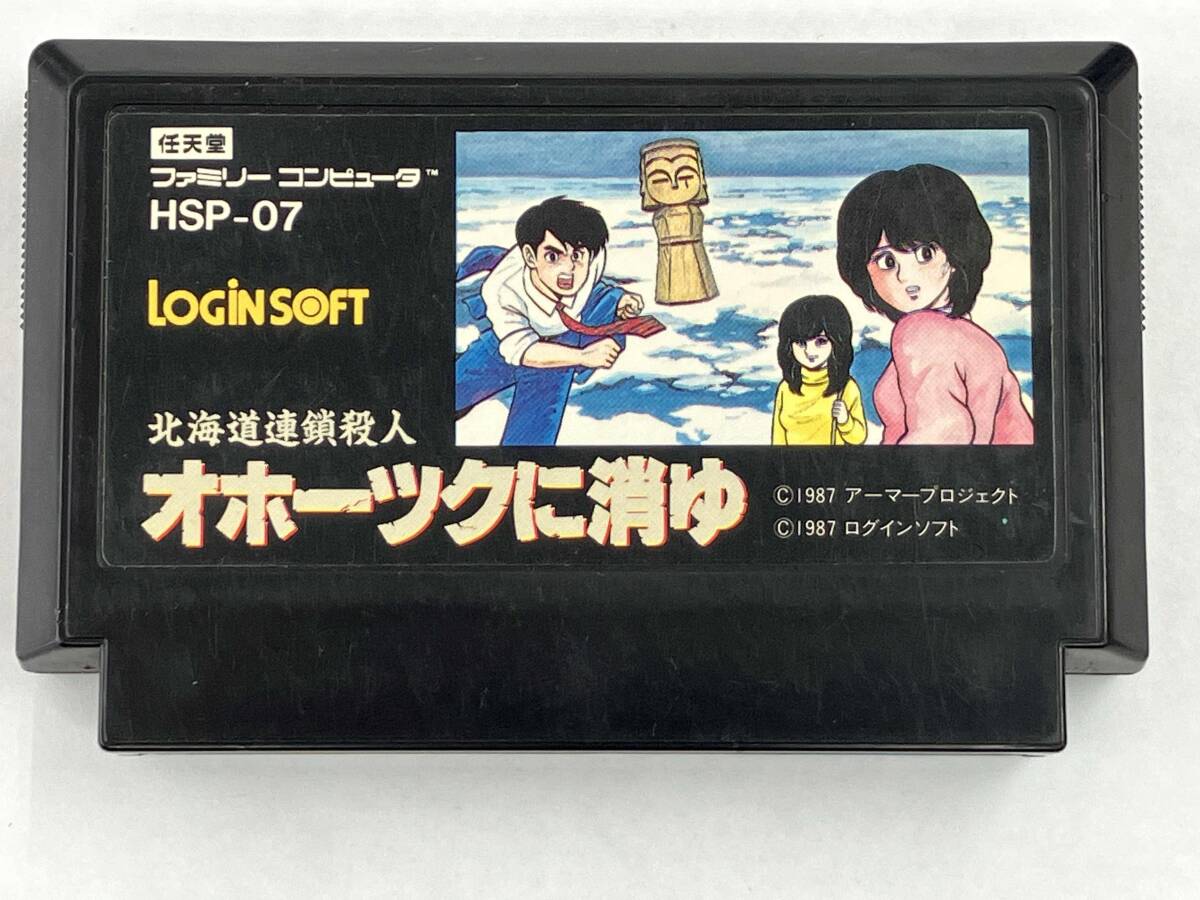 任天堂
ファミリー コンピュータ™
HSP-07
LOGiN SOFT
北海道連鎖殺人
オホーツクに消ゆ
©1987 アーマープロジェクト
©1987 ログインソフト